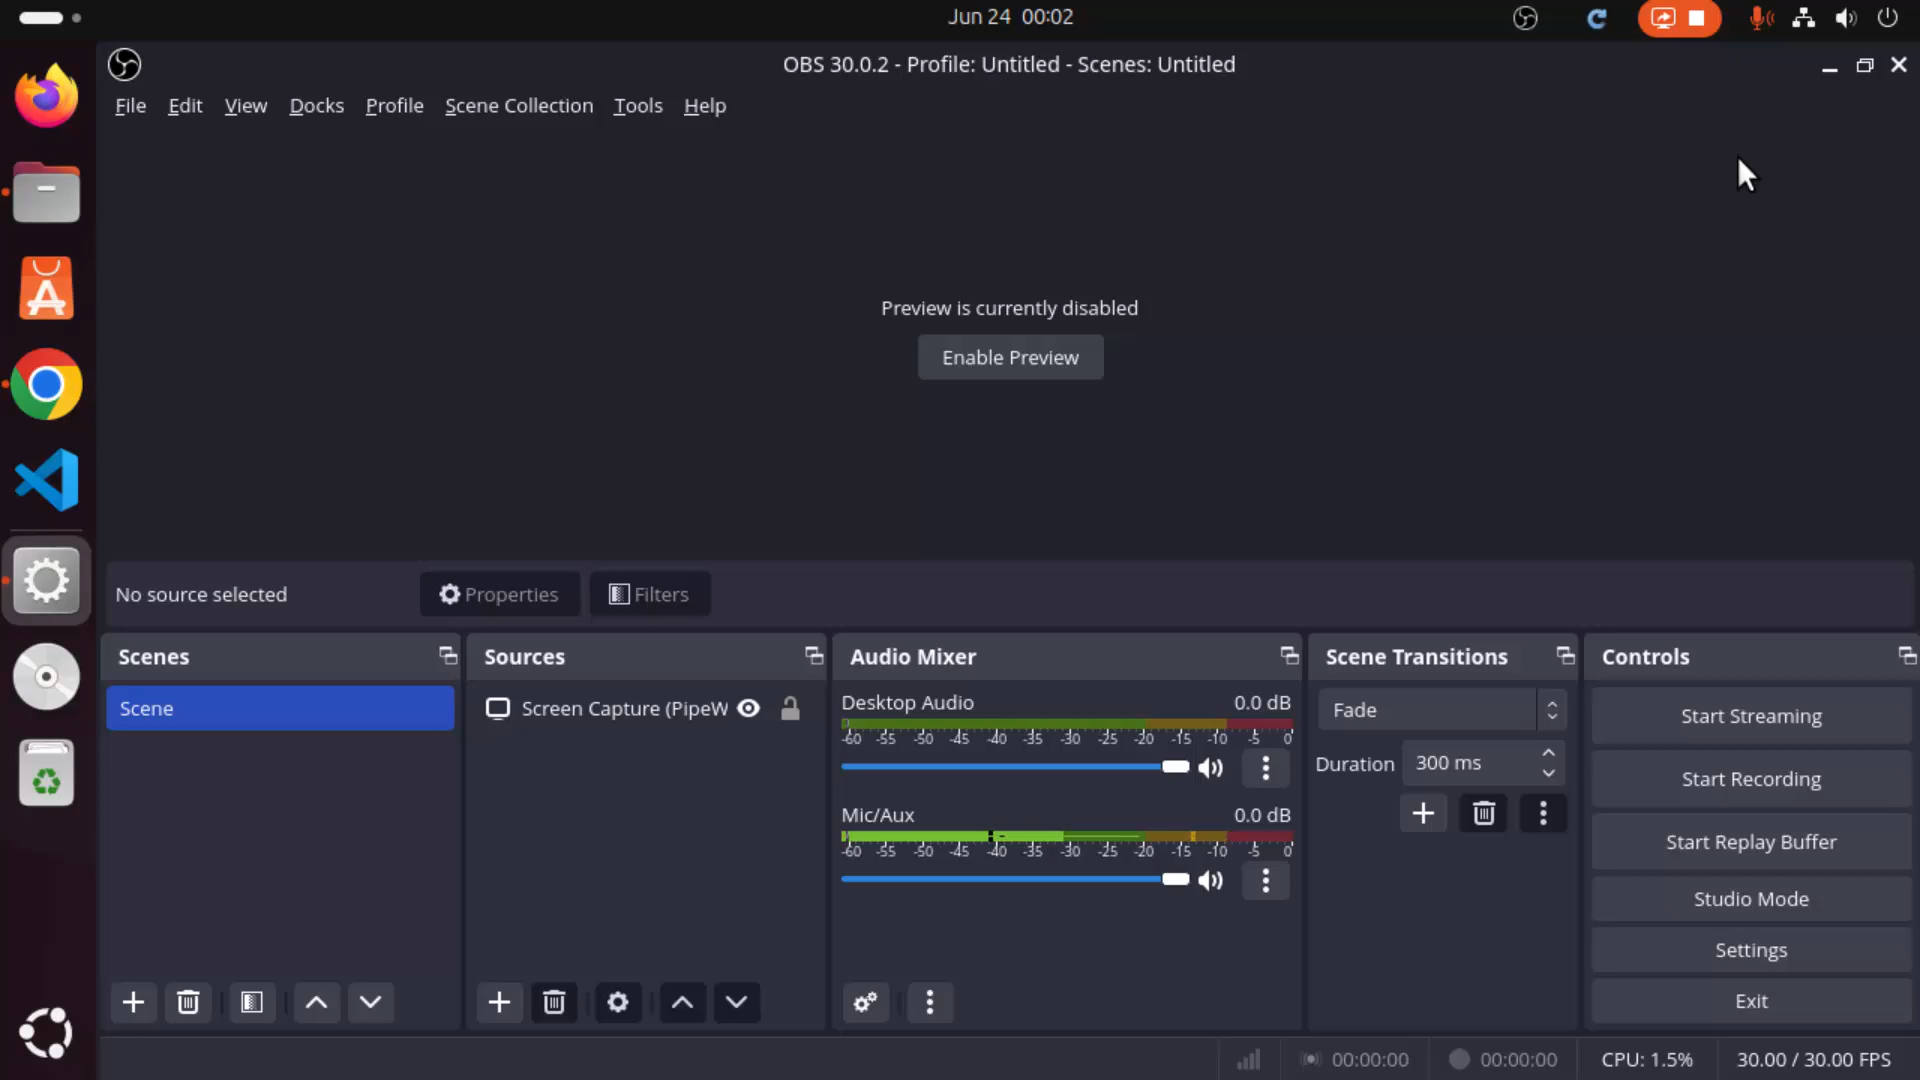 Jun 24 00:02
OBS 30.0.2 - Profile: Untitled - Scenes: Untitled
File Edit View Docks Profile Scene Collection Tools Help
Preview is currently disabled
Enable Preview
No source selected
Properties
Filters
Scenes
Sources
Audio Mixer
Scene Transitions
Controls
Scene
Screen Capture (PipeW
Desktop Audio 0.0 dB
-60 -55 -50 -45 -40 -35 -30 -25 -20 -15 -10 -5 0
Mic/Aux 0.0 dB
-60 -55 -50 -45 -40 -35 -30 -25 -20 -15 -10 -5 0
Fade
Duration 300 ms
Start Streaming
Start Recording
Start Replay Buffer
Studio Mode
Settings
Exit
00:00:00
00:00:00
CPU: 1.5%
30.00 / 30.00 FPS